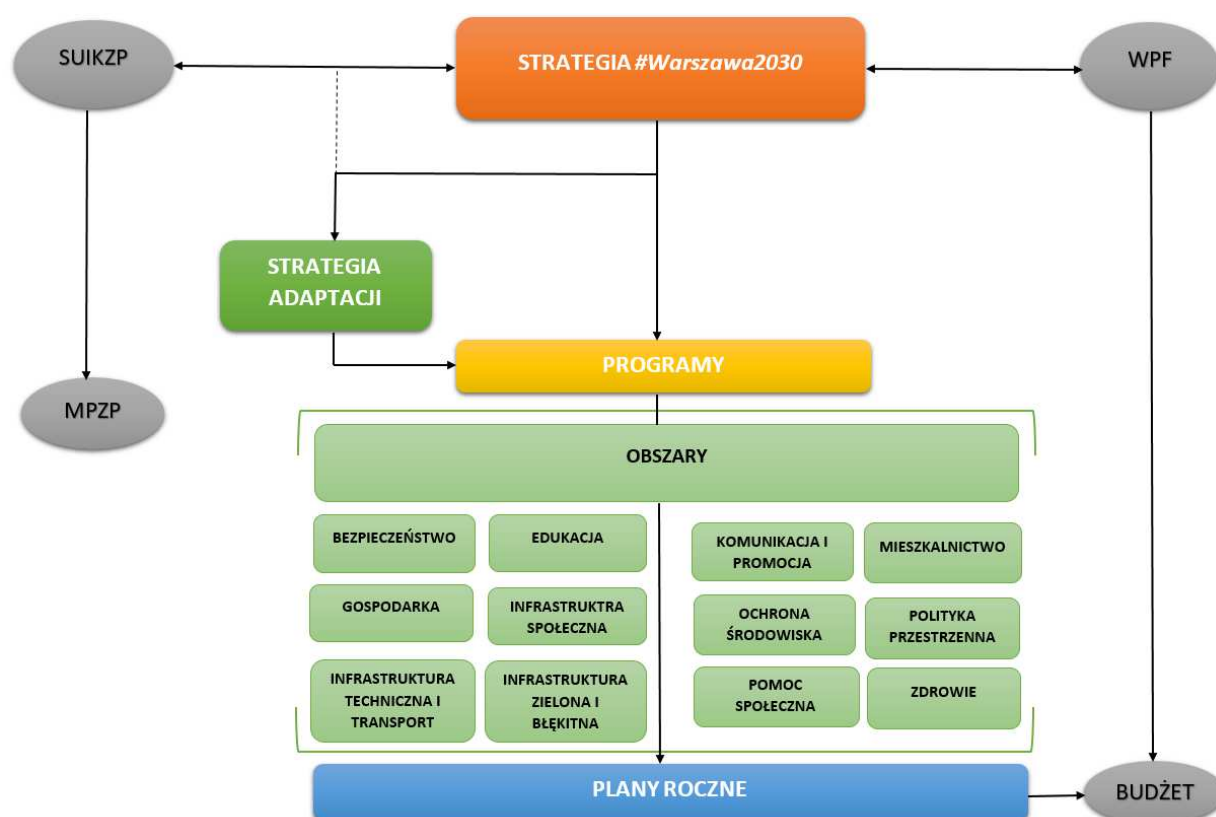 SUIKZP
STRATEGIA #Warszawa2030
WPF
STRATEGIA
ADAPTACJI
PROGRAMY
MPZP
OBSZARY
BEZPIECZEŃSTWO
EDUKACJA
KOMUNIKACJA I
PROMOCJA
MIESZKALNICTWO
GOSPODARKA
INFRASTRUKTRA
SPOŁECZNA
OCHRONA
ŚRODOWISKA
POLITYKA
PRZESTRZENNA
INFRASTRUKTURA
TECHNICZNA I
TRANSPORT
INFRASTRUKTURA
ZIELONA I
BŁĘKITNA
POMOC
SPOŁECZNA
ZDROWIE
PLANY ROCZNE
BUDŻET